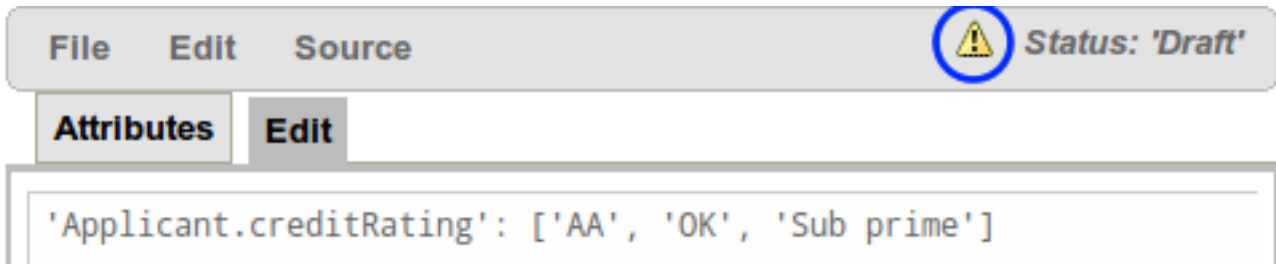 File Edit Source Status: 'Draft'
Attributes Edit
'Applicant.creditRating': ['AA', 'OK', 'Sub prime']